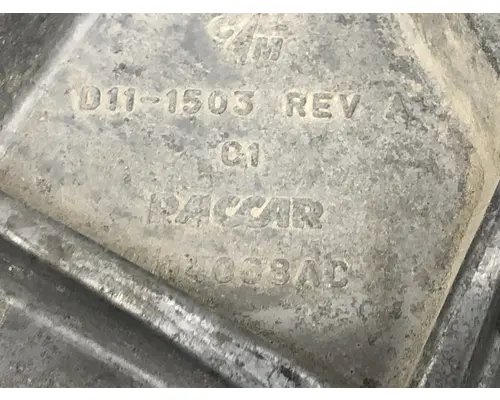 M
D11-1503 REV A
C1
PACCAR